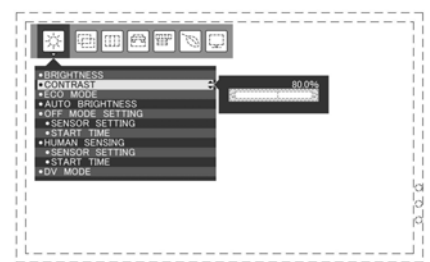 •BRIGHTNESS
•CONTRAST
80.0%
•ECO MODE
•AUTO BRIGHTNESS
•OFF MODE SETTING
•SENSOR SETTING
•START TIME
•HUMAN SENSING
•SENSOR SETTING
•START TIME
•DV MODE